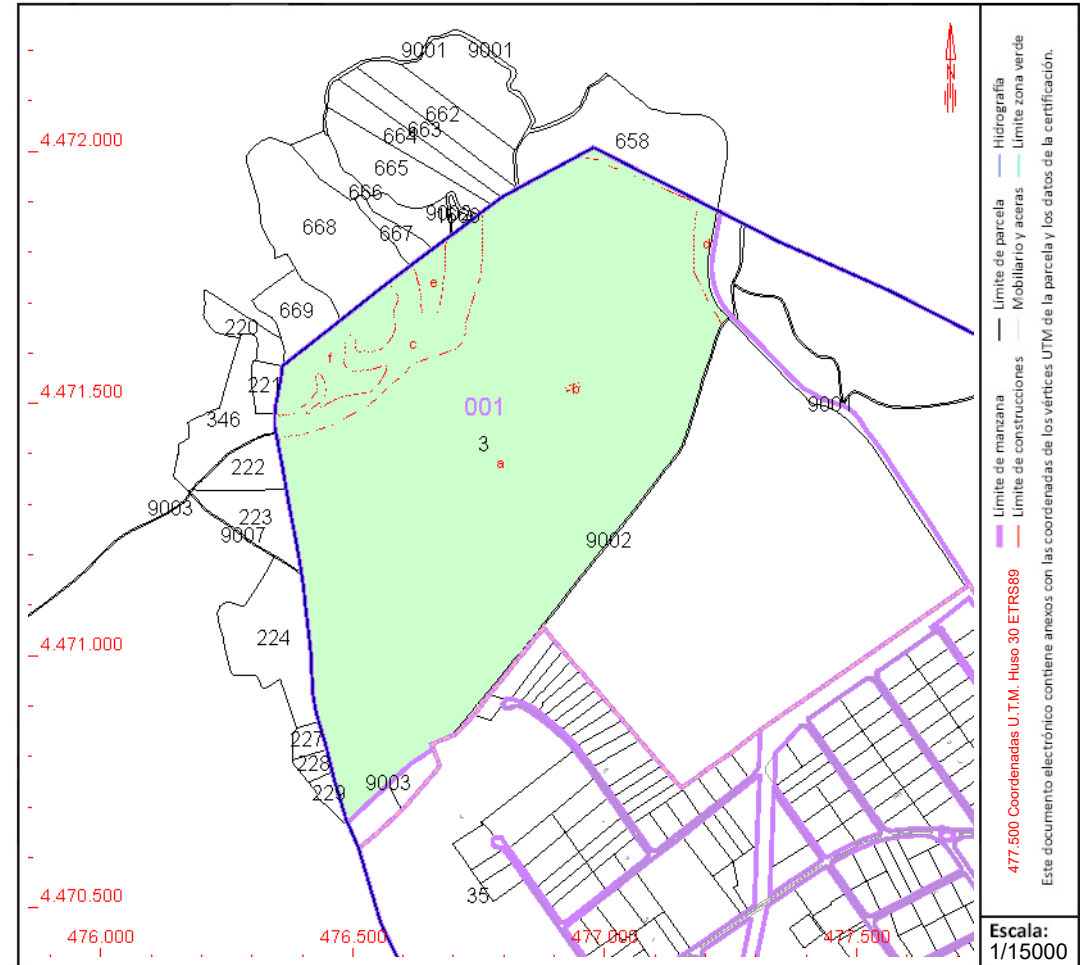 9001
9001
662
663
664
665
658
4.472.000
666
668
667
9002
669
e
d
220
f
c
221
4.471.500
b
001
346
9001
3
222
a
9003
223
9007
9002
224
4.471.000
227
228
229
9003
35
4.470.500
476.000
476.500
477.000
477.500
N
Hidrografia
Límite zona verde
Límite de parcela
Mobiliario y aceras
Límite de manzana
Límite de construcciones
477.500 Coordenadas U.T.M. Huso 30 ETRS89
Este documento electrónico contiene anexos con las coordenadas de los vértices UTM de la parcela y los datos de la certificación.
Escala:
1/15000